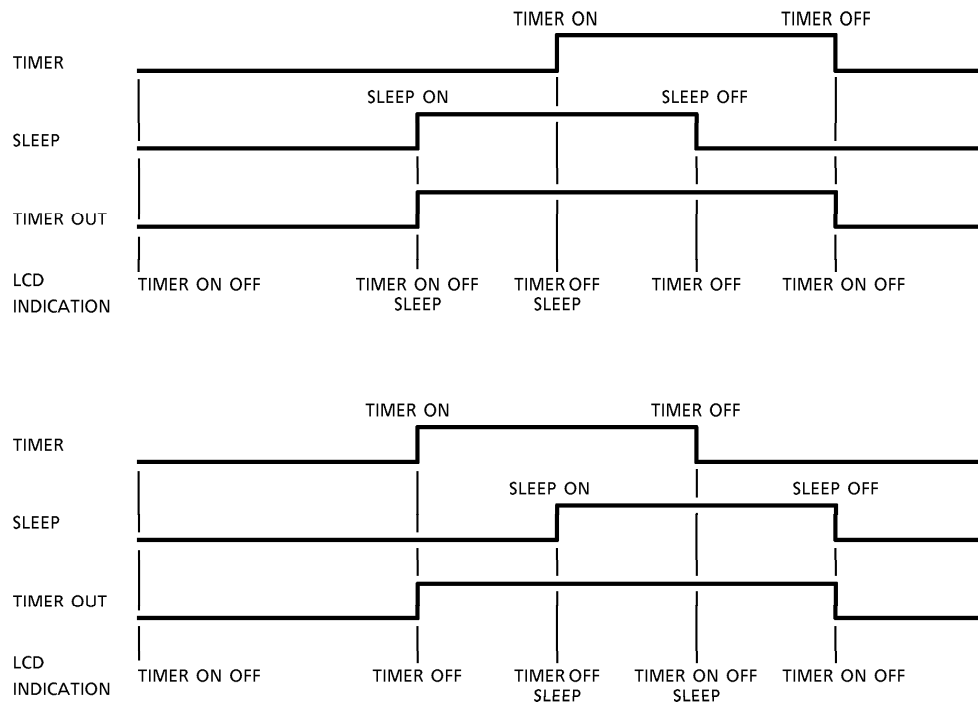 TIMER ON TIMER OFF
TIMER
SLEEP ON SLEEP OFF
SLEEP
TIMER OUT
LCD
INDICATION
TIMER ON OFF
TIMER ON OFF
SLEEP
TIMER OFF
SLEEP
TIMER OFF
TIMER ON OFF
TIMER ON TIMER OFF
TIMER
SLEEP ON SLEEP OFF
SLEEP
TIMER OUT
LCD
INDICATION
TIMER ON OFF
TIMER OFF
TIMER OFF
SLEEP
TIMER ON OFF
SLEEP
TIMER ON OFF